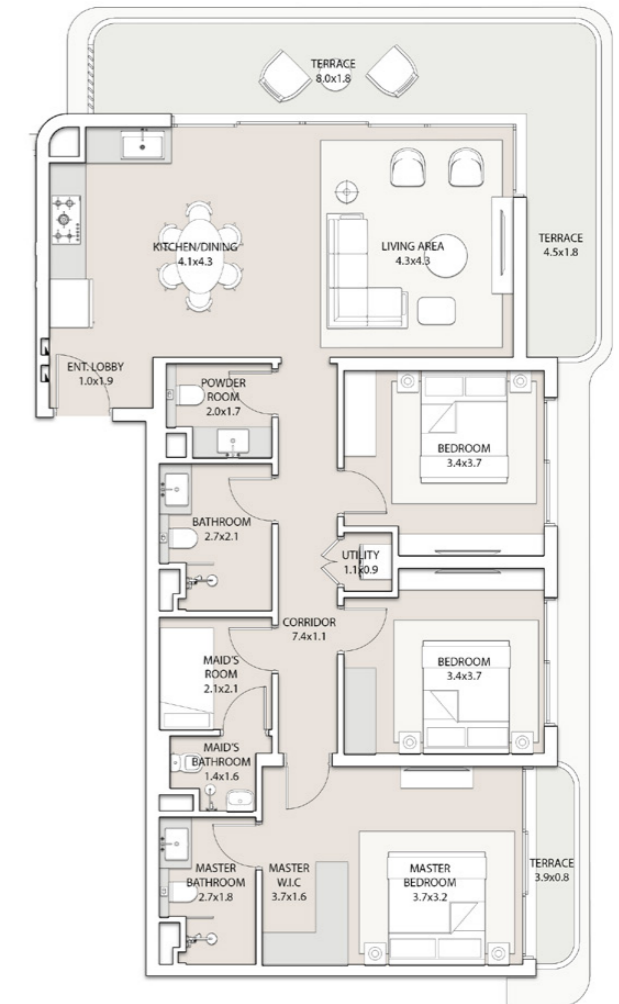 TERRACE
8.0x1.8
KITCHEN/DINING
4.1x4.3
LIVING AREA
4.3x4.3
TERRACE
4.5x1.8
ENT. LOBBY
1.0x1.9
POWDER
ROOM
2.0x1.7
BEDROOM
3.4x3.7
BATHROOM
2.7x2.1
UTILITY
1.1x0.9
CORRIDOR
7.4x1.1
MAID'S
ROOM
2.1x2.1
BEDROOM
3.4x3.7
MAID'S
BATHROOM
1.4x1.6
MASTER
BATHROOM
2.7x1.8
MASTER
W.I.C
3.7x1.6
MASTER
BEDROOM
3.7x3.2
TERRACE
3.9x0.8